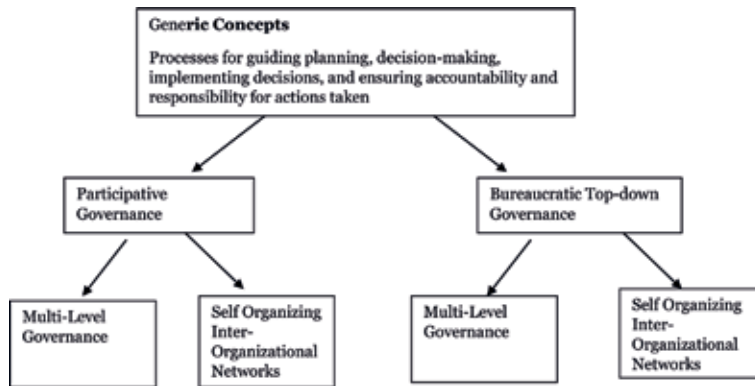 Generic Concepts
Processes for guiding planning, decision-making,
implementing decisions, and ensuring accountability and
responsibility for actions taken
Participative
Governance
Bureaucratic Top-down
Governance
Multi-Level
Governance
Self Organizing
Inter-
Organizational
Networks
Multi-Level
Governance
Self Organizing
Inter-
Organizational
Networks